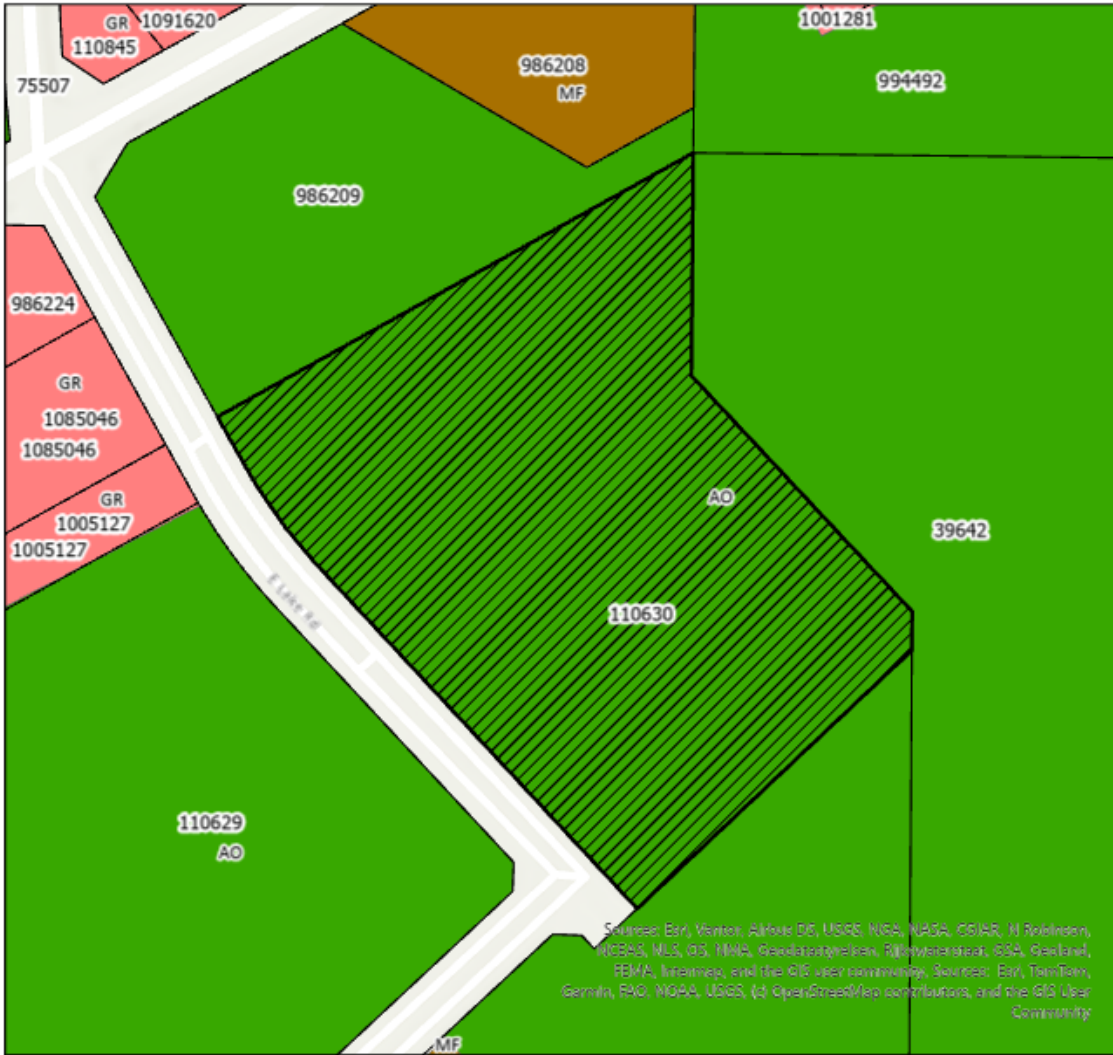 GR 1091620
110845
1001281
75507
986208
MF
994492
986209
986224
GR
1085046
1085046
GR
1005127
1005127
AO
39642
E Lake Rd
110630
110629
AO
Sources: Esri, Vantor, Airbus DS, USGS, NGA, NASA, CGIAR, N Robinson,
NCEAS, NLS, OS, NMA, Geodatastyrelsen, Rijkswaterstaat, GSA, Geoland,
FEMA, Intermap, and the GIS user community, Sources: Esri, TomTom,
Garmin, FAO, NOAA, USGS, (c) OpenStreetMap contributors, and the GIS User
Community
MF